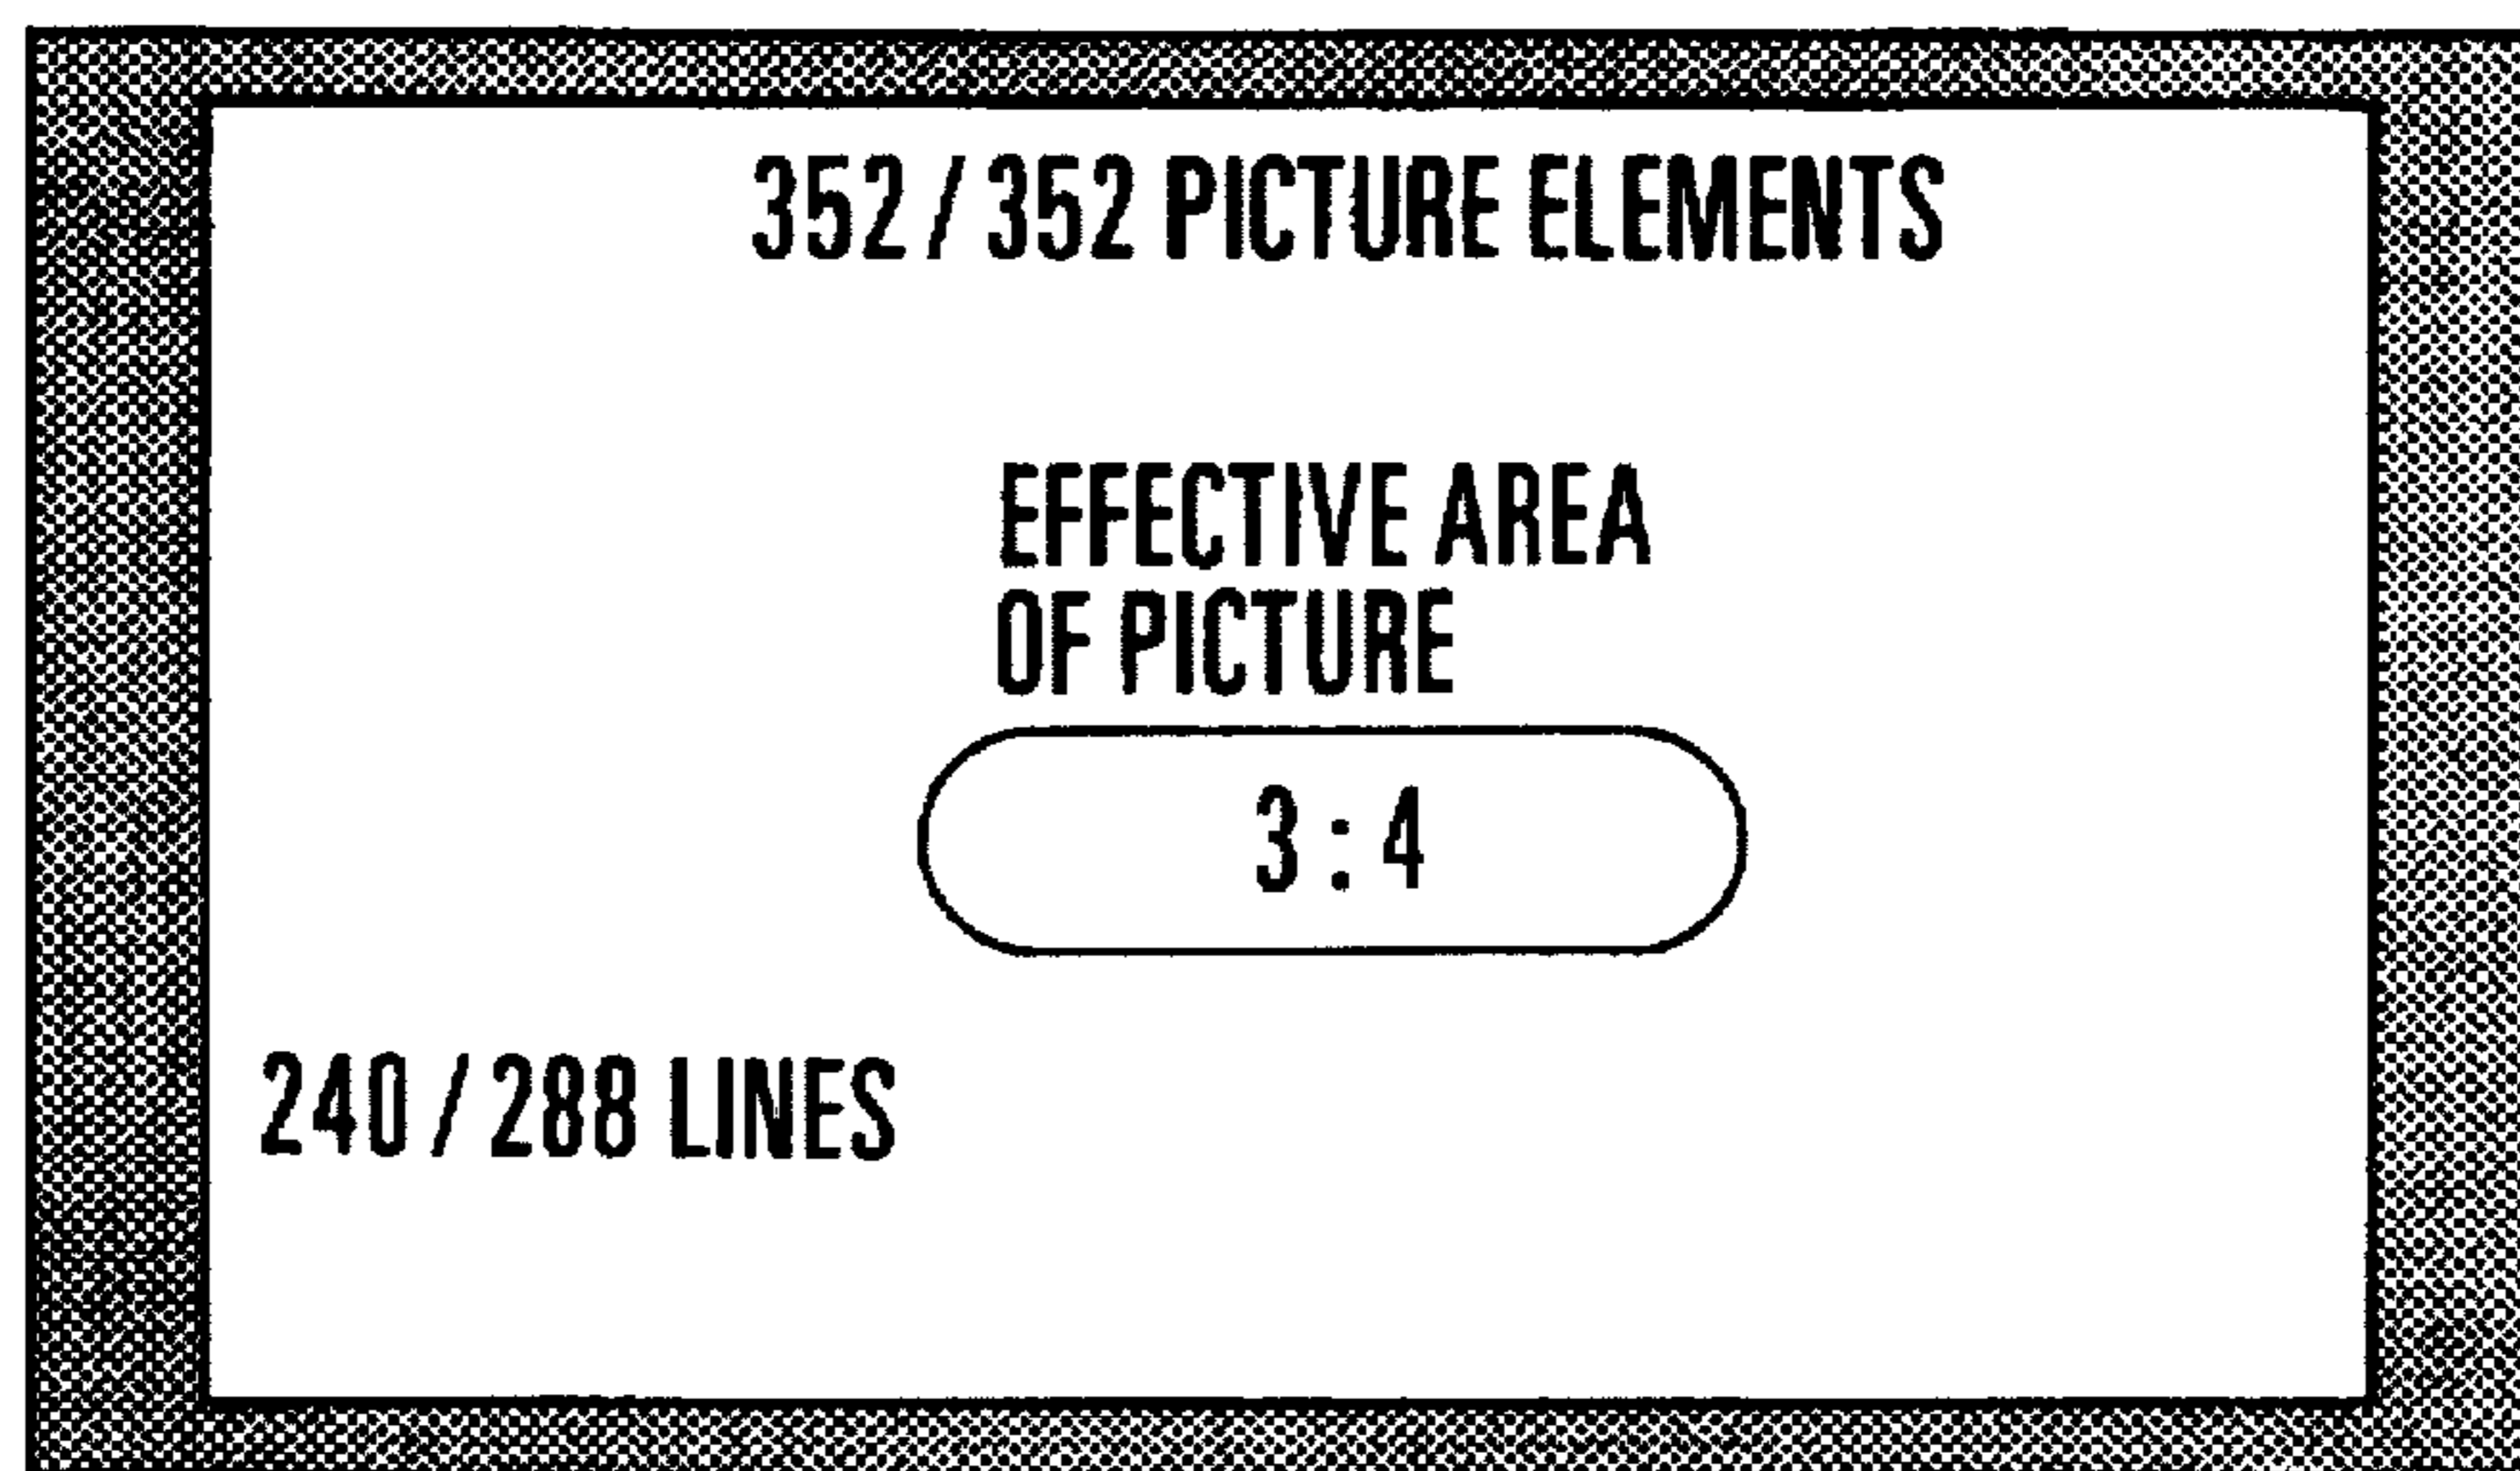 352/352 PICTURE ELEMENTS
EFFECTIVE AREA
OF PICTURE
3:4
240/288 LINES